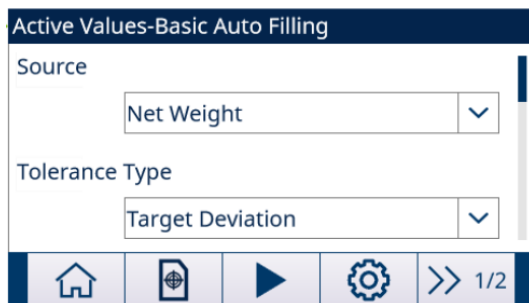 Active Values-Basic Auto Filling
Source
Net Weight
Tolerance Type
Target Deviation
1/2